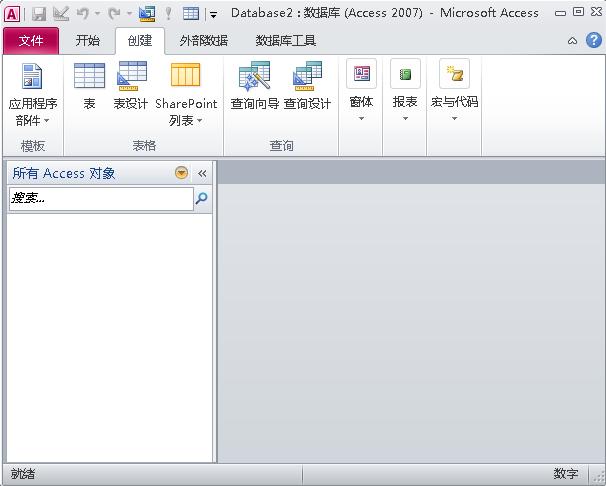 Database2 : 数据库 (Access 2007) - Microsoft Access
文件 开始 创建 外部数据 数据库工具
应用程序部件
表
表设计
SharePoint
列表
查询向导
查询设计
窗体
报表
宏与代码
模板
表格
查询
所有 Access 对象
搜索...
就绪
数字